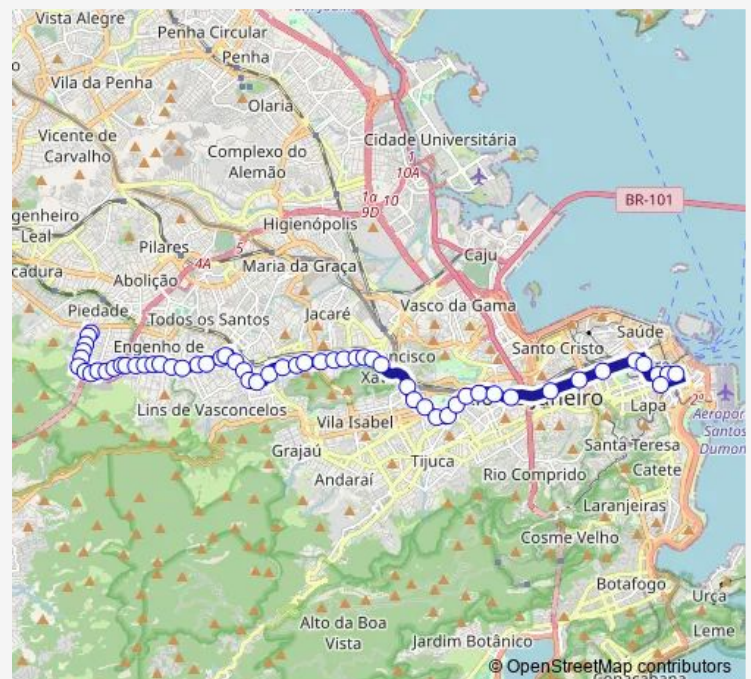 Vista Alegre
Penha Circular
Penha
Vila da Penha
Olaria
Vicente de
Carvalho
Cidade Universitária
Complexo do
Alemão
1
10A
1a 10
9D
BR-101
genheiro
Leal
Higienópolis
Pilares
5
4A
Maria da Graça
Caju
cadura
Abolição
Piedade
Todos os Santos
Jacaré
Vasco da Gama
Saúde
Engenho de
Santo Cristo
ncisco
Xav
Lapa
2ª
Lins de Vasconcelos
Vila Isabel
Aeropor
Santos
Dumon
Grajaú
Tijuca
Santa Teresa
Andaraí
Rio Comprido
Catete
Laranjeiras
Cosme Velho
Botafogo
Urca
Alto da Boa
Vista
Jardim Botânico
Leme
© OpenStreetMap contributors